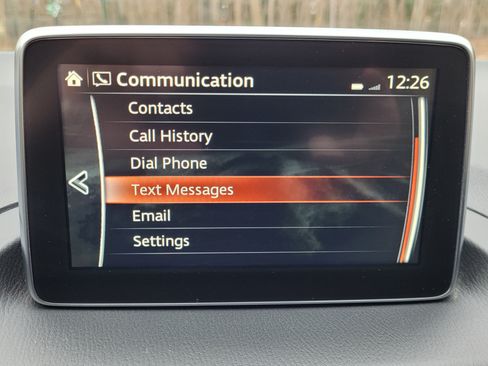 Communication 12:26
Contacts
Call History
Dial Phone
Text Messages
Email
Settings